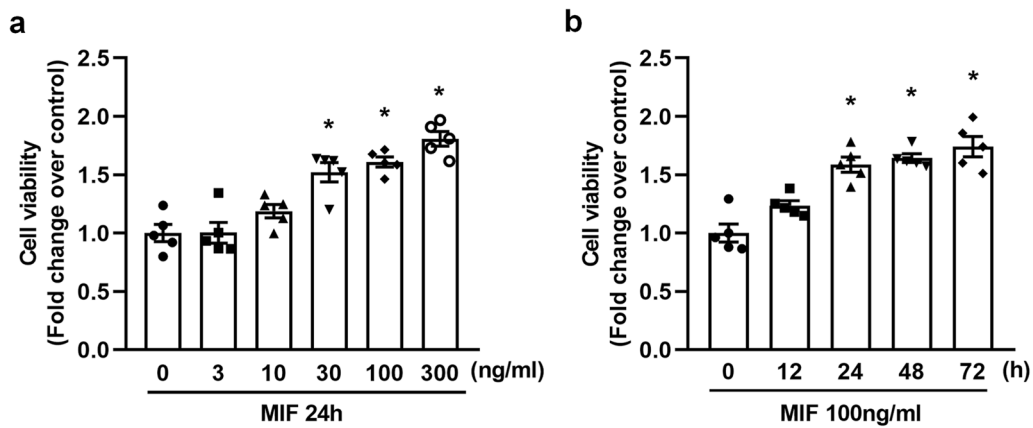 a
Cell viability
(Fold change over control)
2.5
2.0
1.5
1.0
0.5
0.0
*
*
*
0 3 10 30 100 300 (ng/ml)
MIF 24h
b
Cell viability
(Fold change over control)
2.5
2.0
1.5
1.0
0.5
0.0
*
*
*
0 12 24 48 72 (h)
MIF 100ng/ml